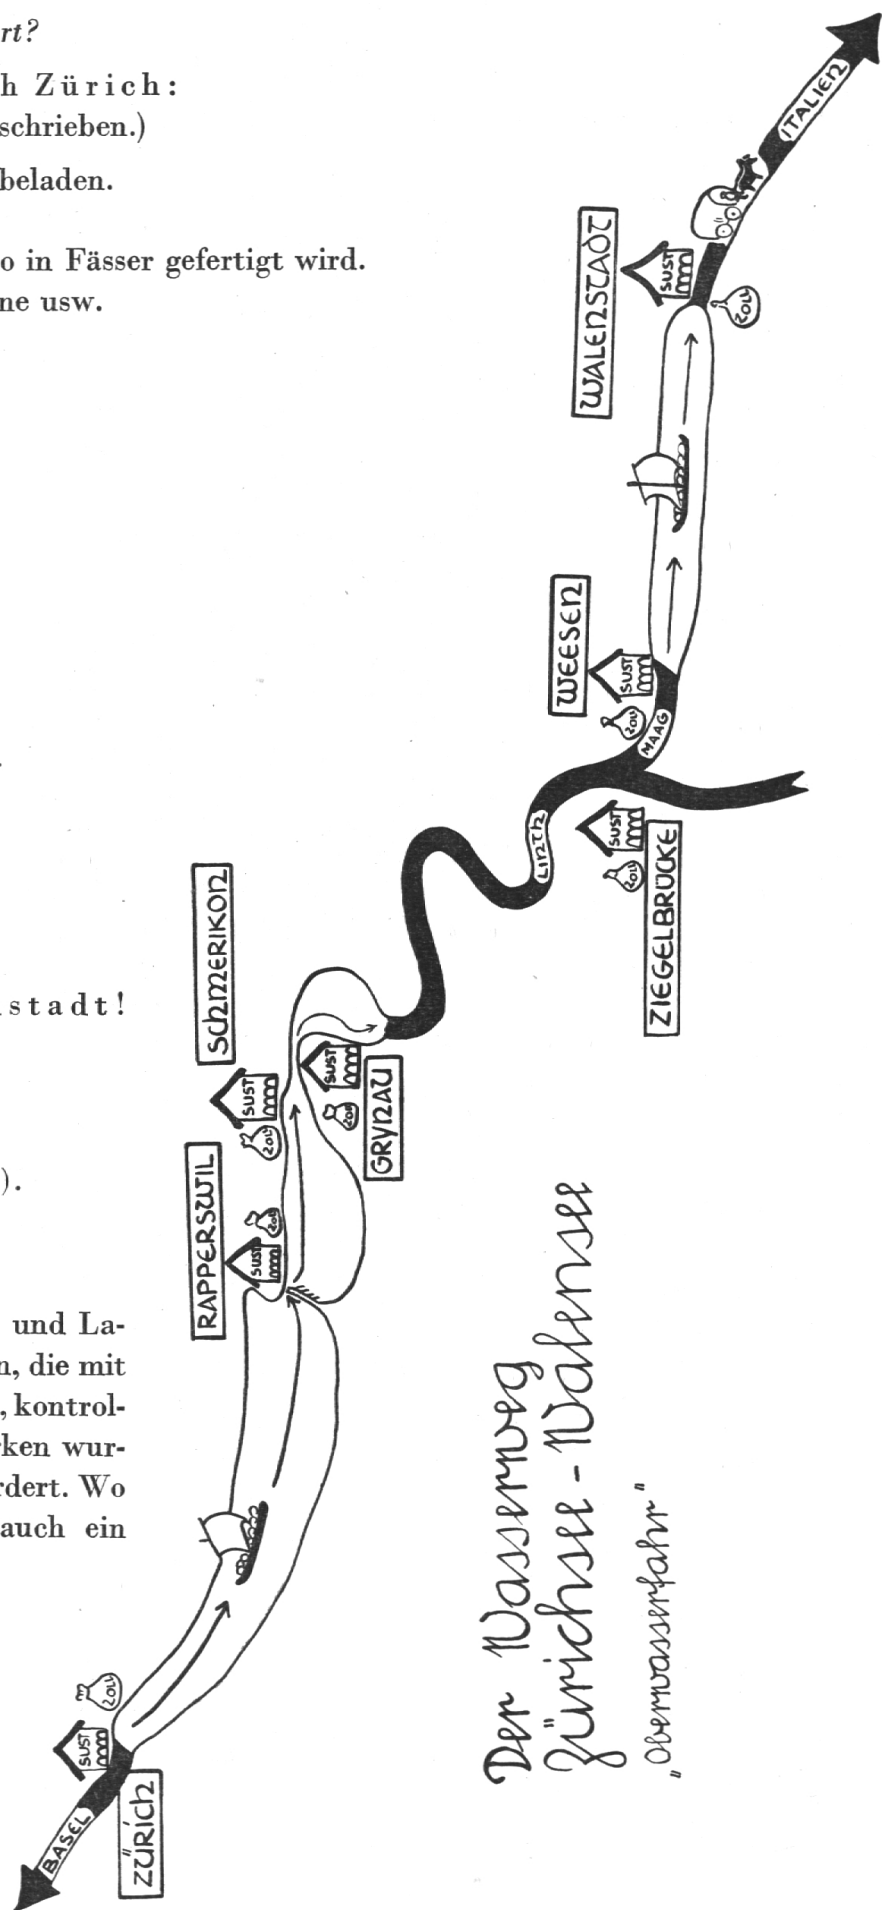 rt?
h Zürich:
schrieben.)
beladen.
o in Fässer gefertigt wird.
ne usw.
.
stadt!
).
und La-
n, die mit
, kontrol-
rken wur-
rdert. Wo
auch ein
BASEL
ZÜRICH
SUST
ZOLL
RAPPERSWIL
SUST
ZOLL
SCHMERIKON
SUST
ZOLL
GRYNAU
SUST
ZOLL
LINTH
ZIEGELBRÜCKE
SUST
ZOLL
MAAG
WEESEN
SUST
ZOLL
WALENSTADT
SUST
ZOLL
ITALIEN
Der Wasserweg
Zürichsee - Walensee
„Oberwasserfahr"